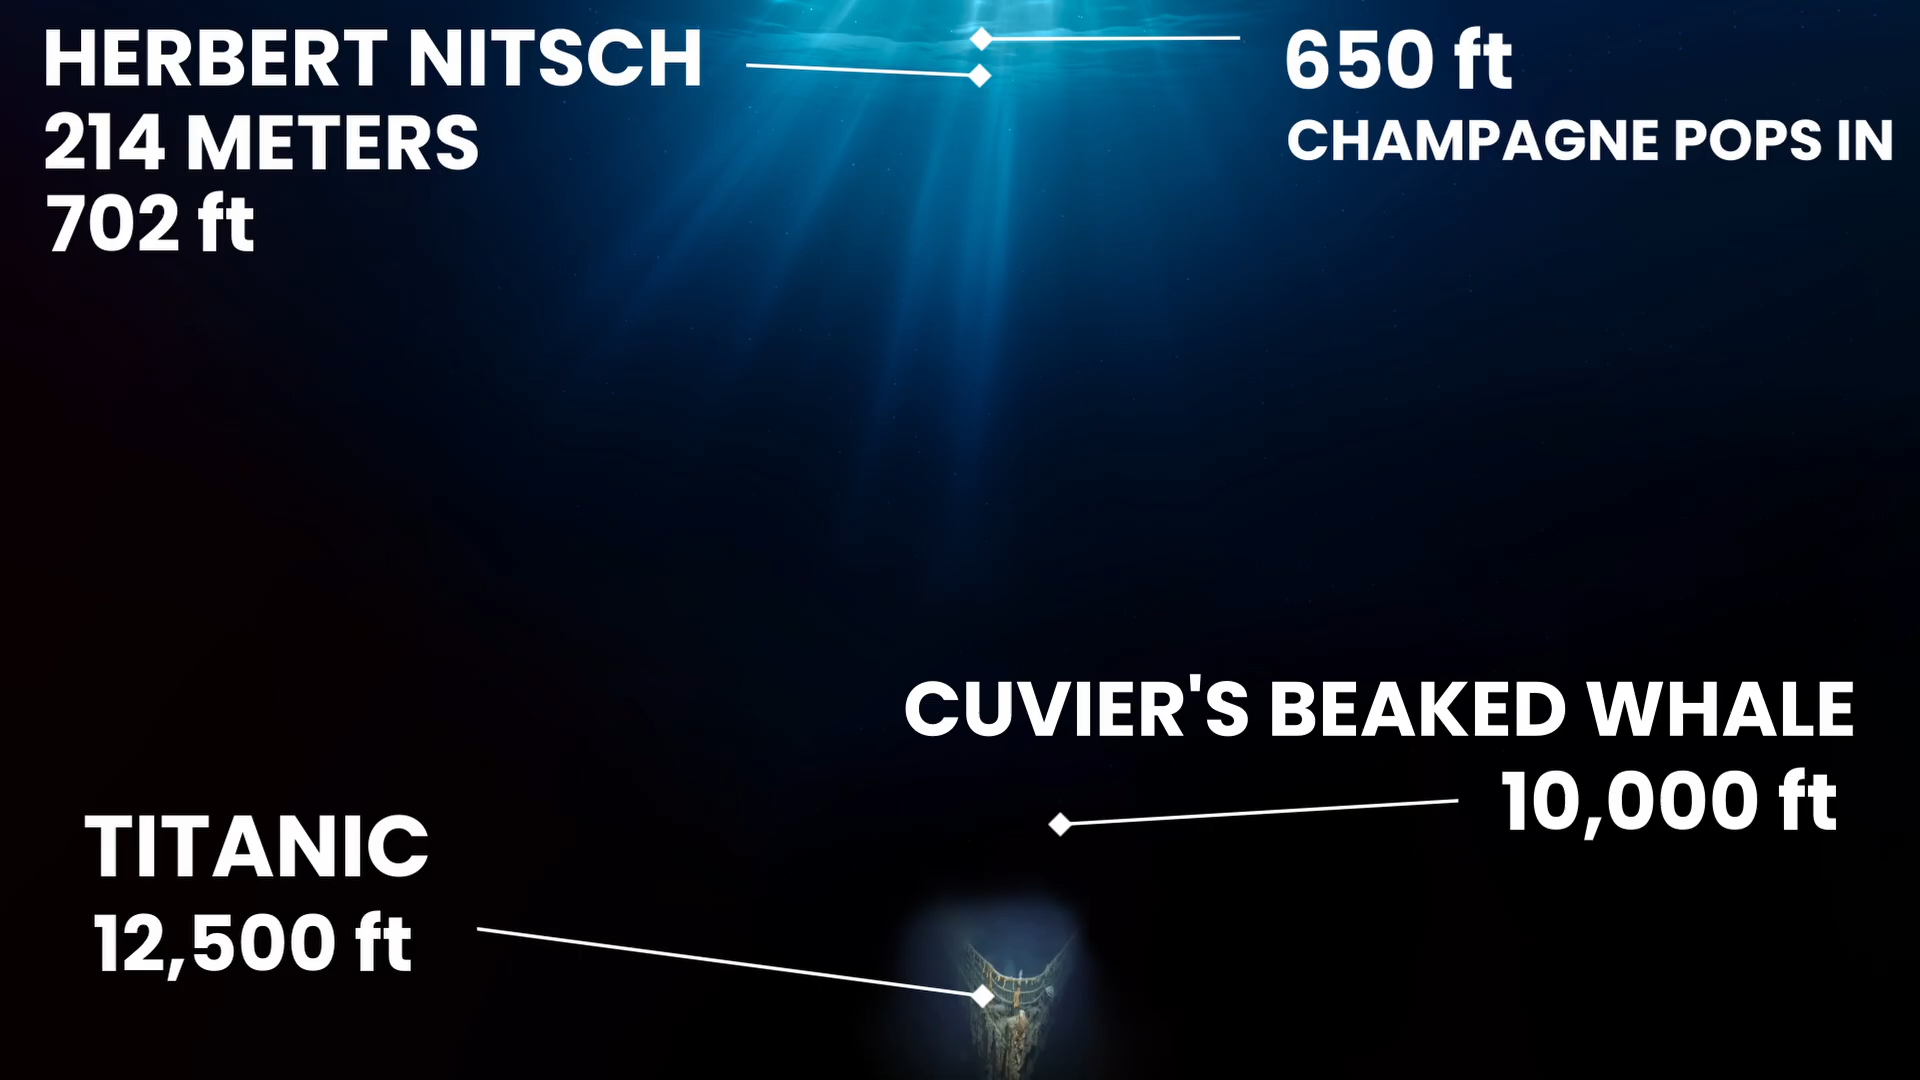 HERBERT NITSCH
214 METERS
702 ft
650 ft
CHAMPAGNE POPS IN
CUVIER'S BEAKED WHALE
10,000 ft
TITANIC
12,500 ft